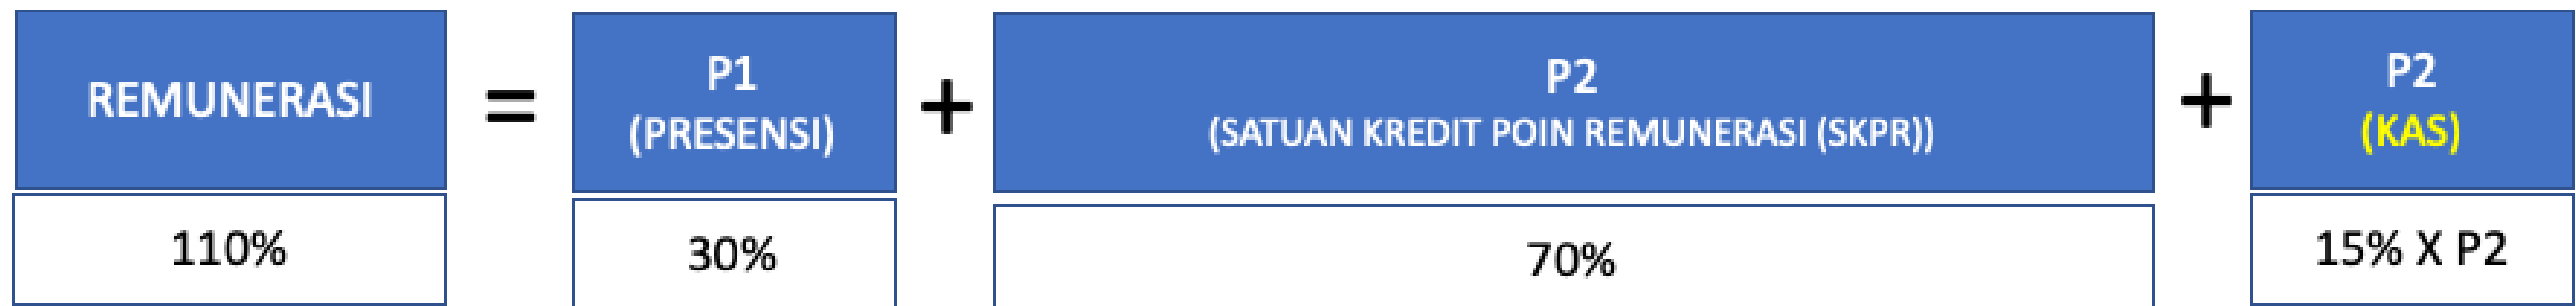 REMUNERASI
=
P1
(PRESENSI)
+
P2
(SATUAN KREDIT POIN REMUNERASI (SKPR))
+
P2
(KAS)
110%
30%
70%
15% X P2